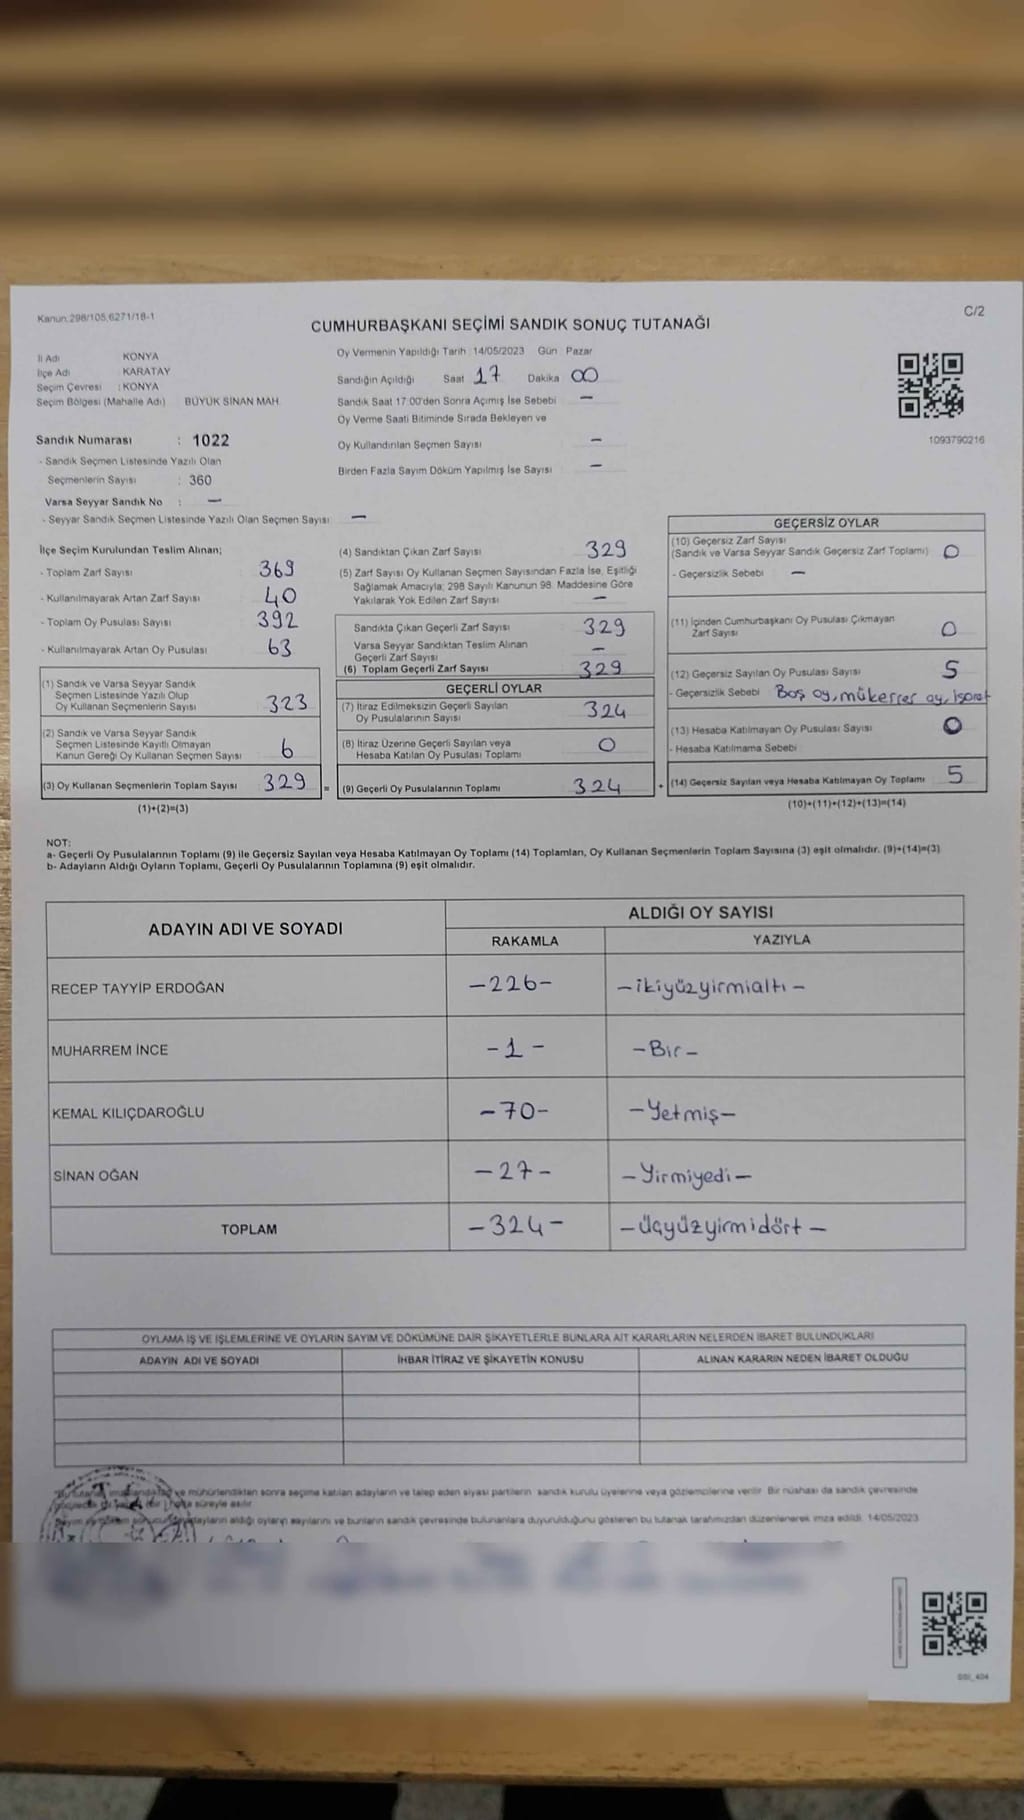 Kanun:298/105,6271/18-1
C/2
CUMHURBAŞKANI SEÇİMİ SANDIK SONUÇ TUTANAĞI
İl Adı KONYA
İlçe Adı : KARATAY
Seçim Çevresi : KONYA
Seçim Bölgesi (Mahalle Adı) BÜYÜK SİNAN MAH.
Sandık Numarası : 1022
- Sandık Seçmen Listesinde Yazılı Olan
Seçmenlerin Sayısı : 360
Varsa Seyyar Sandık No : —
- Seyyar Sandık Seçmen Listesinde Yazılı Olan Seçmen Sayısı —
Oy Vermenin Yapıldığı Tarih : 14/05/2023 Gün : Pazar
Sandığın Açıldığı Saat 17 Dakika 00
Sandık Saat 17:00'den Sonra Açımış İse Sebebi —
Oy Verme Saati Bitiminde Sırada Bekleyen ve
Oy Kullandırılan Seçmen Sayısı —
Birden Fazla Sayım Döküm Yapılmış İse Sayısı —
1093790216
İlçe Seçim Kurulundan Teslim Alınan;
- Toplam Zarf Sayısı 369
- Kullanılmayarak Artan Zarf Sayısı 40
- Toplam Oy Pusulası Sayısı 392
- Kullanılmayarak Artan Oy Pusulası 63
(1) Sandık ve Varsa Seyyar Sandık
Seçmen Listesinde Yazılı Olup
Oy Kullanan Seçmenlerin Sayısı 323
(2) Sandık ve Varsa Seyyar Sandık
Seçmen Listesinde Kayıtlı Olmayan
Kanun Gereği Oy Kullanan Seçmen Sayısı 6
(3) Oy Kullanan Seçmenlerin Toplam Sayısı 329 =
(1)+(2)=(3)
(4) Sandıktan Çıkan Zarf Sayısı 329
(5) Zarf Sayısı Oy Kullanan Seçmen Sayısından Fazla İse, Eşitliği
Sağlamak Amacıyla; 298 Sayılı Kanunun 98. Maddesine Göre
Yakılarak Yok Edilen Zarf Sayısı —
Sandıkta Çıkan Geçerli Zarf Sayısı 329
Varsa Seyyar Sandıktan Teslim Alınan
Geçerli Zarf Sayısı —
(6) Toplam Geçerli Zarf Sayısı 329
GEÇERLİ OYLAR
(7) İtiraz Edilmeksizin Geçerli Sayılan
Oy Pusulalarının Sayısı 324
(8) İtiraz Üzerine Geçerli Sayılan veya
Hesaba Katılan Oy Pusulası Toplamı 0
(9) Geçerli Oy Pusulalarının Toplamı 324 +
GEÇERSİZ OYLAR
(10) Geçersiz Zarf Sayısı
(Sandık ve Varsa Seyyar Sandık Geçersiz Zarf Toplamı) 0
- Geçersizlik Sebebi —
(11) İçinden Cumhurbaşkanı Oy Pusulası Çıkmayan
Zarf Sayısı 0
(12) Geçersiz Sayılan Oy Pusulası Sayısı 5
- Geçersizlik Sebebi Boş oy, mükerrer oy, işaret
(13) Hesaba Katılmayan Oy Pusulası Sayısı 0
- Hesaba Katılmama Sebebi
(14) Geçersiz Sayılan veya Hesaba Katılmayan Oy Toplamı 5
(10)+(11)+(12)+(13)=(14)
NOT:
a- Geçerli Oy Pusulalarının Toplamı (9) ile Geçersiz Sayılan veya Hesaba Katılmayan Oy Toplamı (14) Toplamları, Oy Kullanan Seçmenlerin Toplam Sayısına (3) eşit olmalıdır. (9)+(14)=(3)
b- Adayların Aldığı Oyların Toplamı, Geçerli Oy Pusulalarının Toplamına (9) eşit olmalıdır.
ADAYIN ADI VE SOYADI ALDIĞI OY SAYISI
RAKAMLA YAZIYLA
RECEP TAYYİP ERDOĞAN -226- -ikiyüzyirmialtı-
MUHARREM İNCE -1- -Bir-
KEMAL KILIÇDAROĞLU -70- -Yetmiş-
SİNAN OĞAN -27- -Yirmiyedi-
TOPLAM -324- -üçyüzyirmidört-
OYLAMA İŞ VE İŞLEMLERİNE VE OYLARIN SAYIM VE DÖKÜMÜNE DAİR ŞİKAYETLERLE BUNLARA AİT KARARLARIN NELERDEN İBARET BULUNDUKLARI
ADAYIN ADI VE SOYADI İHBAR İTİRAZ VE ŞİKAYETİN KONUSU ALINAN KARARIN NEDEN İBARET OLDUĞU
ve mühürlendikten sonra seçime katılan adayların ve talep eden siyasi partilerin sandık kurulu üyelerine veya gözlemcilerine verilir. Bir nüshası da sandık çevresinde
süreyle asılır
adayların aldığı oyların sayılarını ve bunların sandık çevresinde bulunanlara duyurulduğunu gösteren bu tutanak tarafımızdan düzenlenerek imza edildi. 14/05/2023